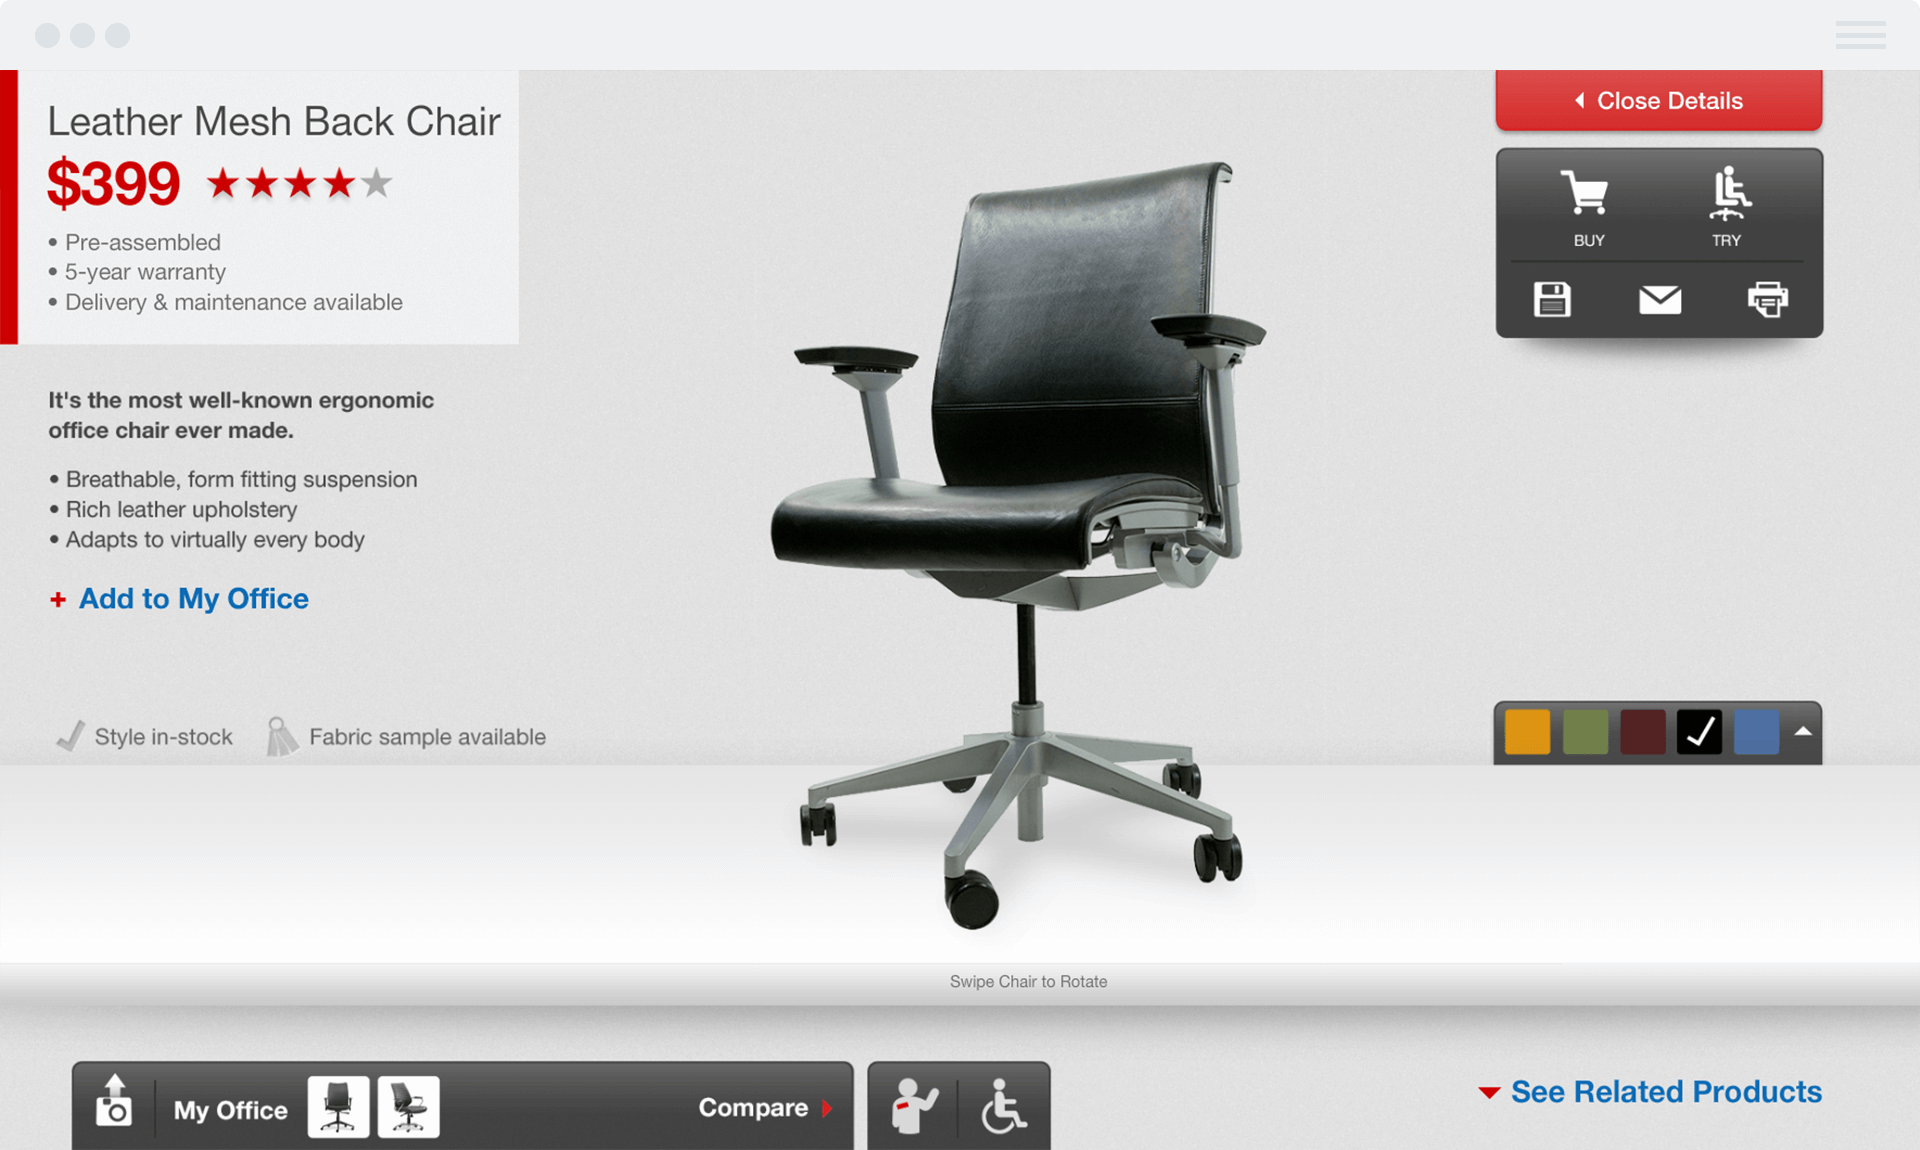 Leather Mesh Back Chair
$399
• Pre-assembled
• 5-year warranty
• Delivery & maintenance available
It's the most well-known ergonomic
office chair ever made.
• Breathable, form fitting suspension
• Rich leather upholstery
• Adapts to virtually every body
+ Add to My Office
Style in-stock
Fabric sample available
Close Details
BUY
TRY
Swipe Chair to Rotate
My Office
Compare
See Related Products